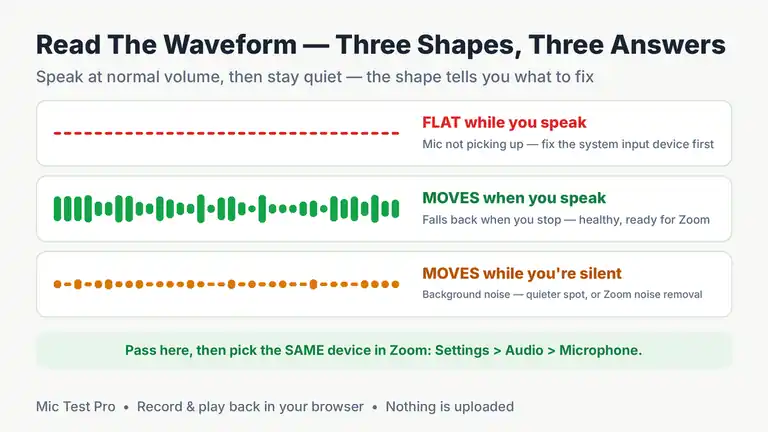 Read The Waveform — Three Shapes, Three Answers
Speak at normal volume, then stay quiet — the shape tells you what to fix
FLAT while you speak
Mic not picking up — fix the system input device first
MOVES when you speak
Falls back when you stop — healthy, ready for Zoom
MOVES while you're silent
Background noise — quieter spot, or Zoom noise removal
Pass here, then pick the SAME device in Zoom: Settings > Audio > Microphone.
Mic Test Pro • Record & play back in your browser • Nothing is uploaded